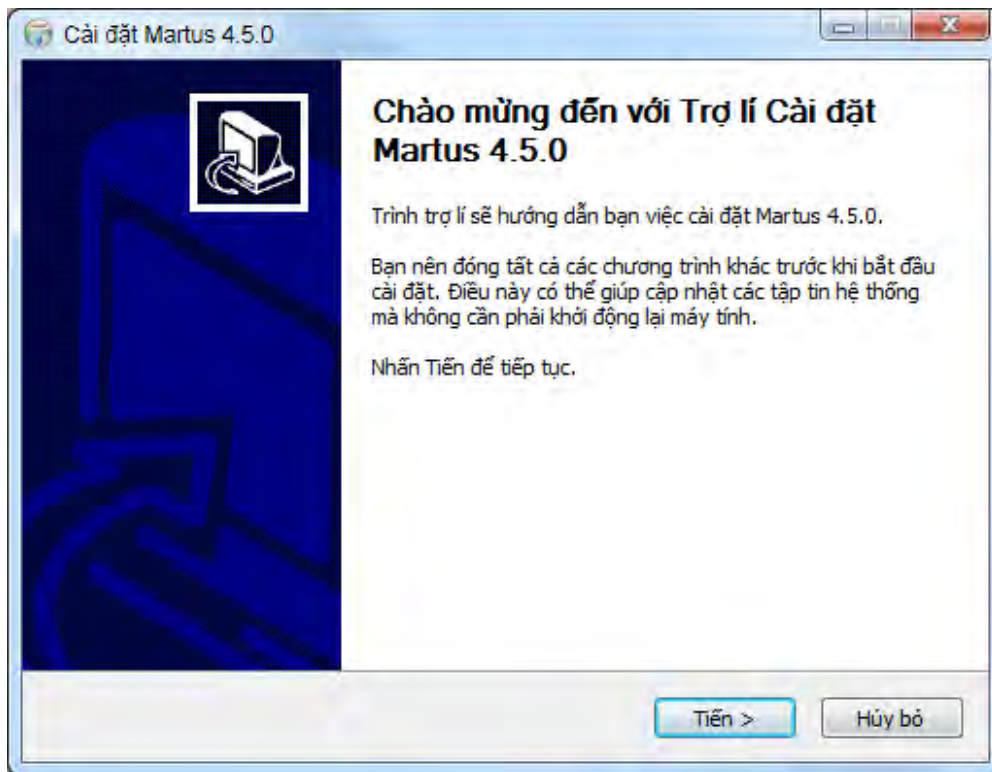 Cài đặt Martus 4.5.0
Chào mừng đến với Trợ lí Cài đặt
Martus 4.5.0
Trình trợ lí sẽ hướng dẫn bạn việc cài đặt Martus 4.5.0.
Bạn nên đóng tất cả các chương trình khác trước khi bắt đầu
cài đặt. Điều này có thể giúp cập nhật các tập tin hệ thống
mà không cần phải khởi động lại máy tính.
Nhấn Tiến để tiếp tục.
Tiến >
Hủy bỏ